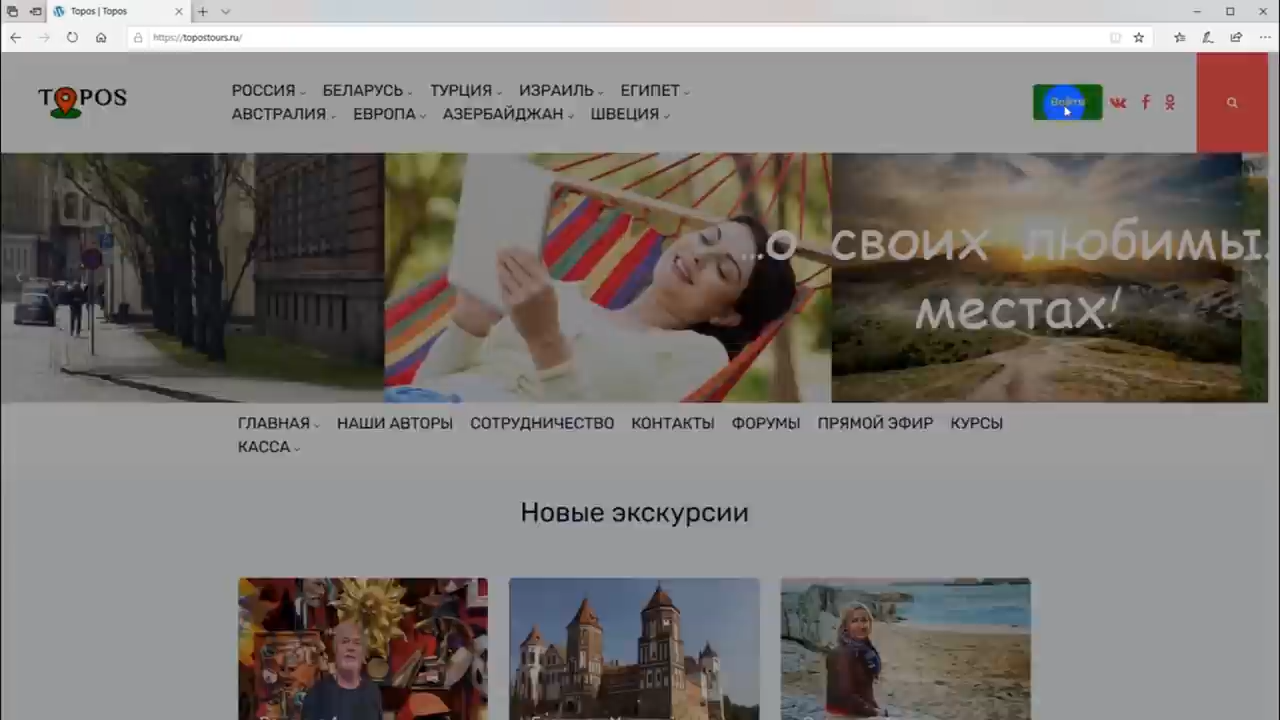 Topos | Topos
https://topostours.ru/
TOPOS
РОССИЯ БЕЛАРУСЬ ТУРЦИЯ ИЗРАИЛЬ ЕГИПЕТ
АВСТРАЛИЯ ЕВРОПА АЗЕРБАЙДЖАН ШВЕЦИЯ
Войти
...о своих любимы
местах!
ГЛАВНАЯ НАШИ АВТОРЫ СОТРУДНИЧЕСТВО КОНТАКТЫ ФОРУМЫ ПРЯМОЙ ЭФИР КУРСЫ
КАССА
Новые экскурсии